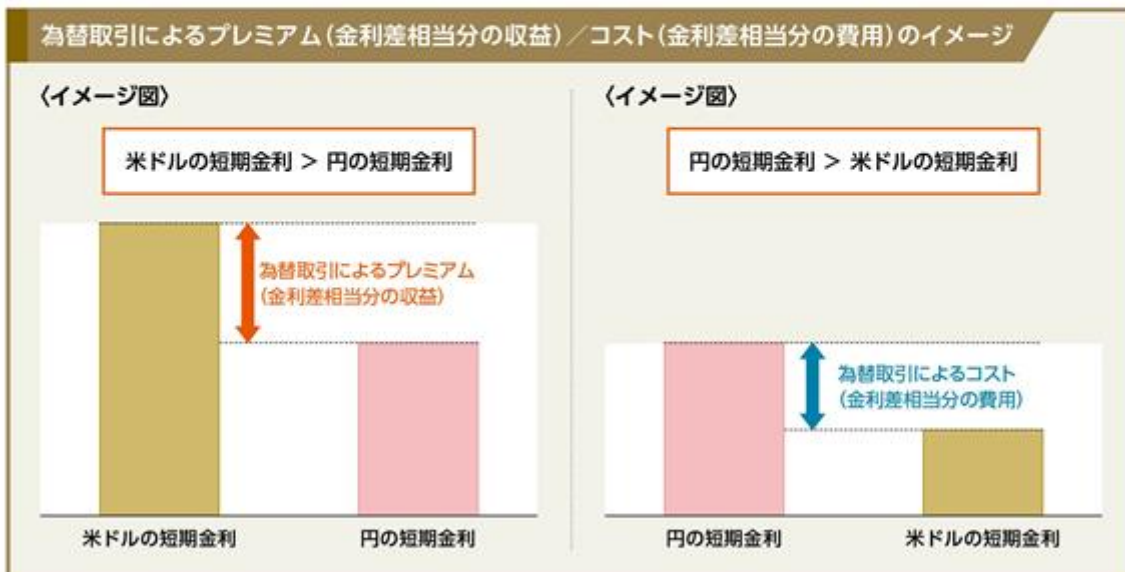 為替取引によるプレミアム(金利差相当分の収益)／コスト(金利差相当分の費用)のイメージ
〈イメージ図〉
米ドルの短期金利 ＞ 円の短期金利
為替取引によるプレミアム
(金利差相当分の収益)
米ドルの短期金利
円の短期金利
〈イメージ図〉
円の短期金利 ＞ 米ドルの短期金利
為替取引によるコスト
(金利差相当分の費用)
円の短期金利
米ドルの短期金利